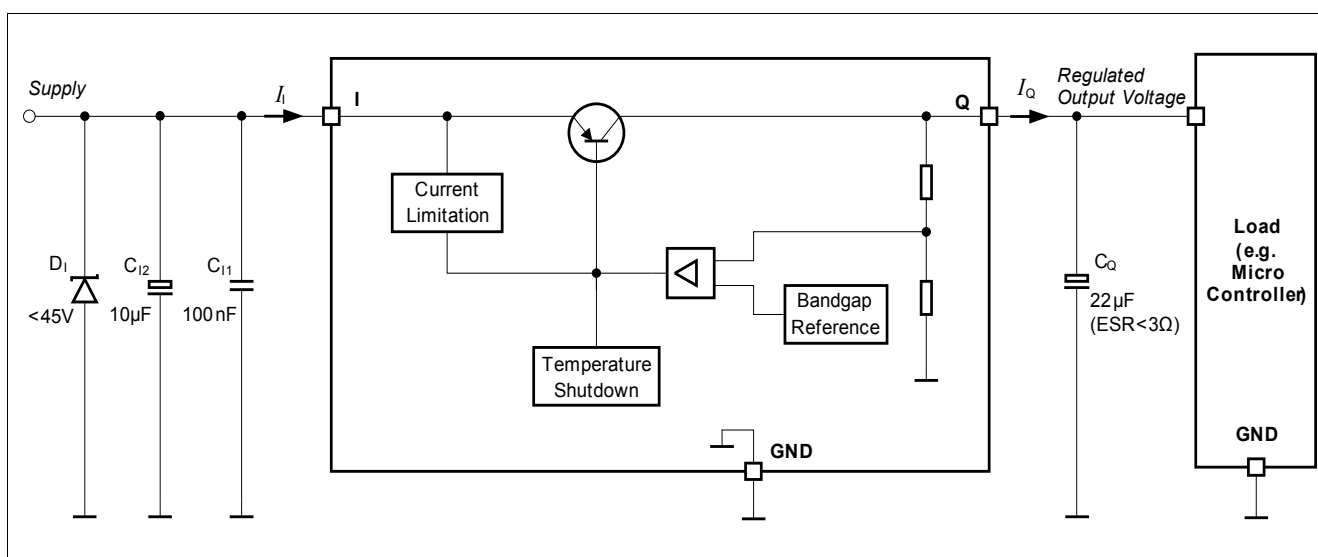 Supply
I_I
I
Q
I_Q
Regulated
Output Voltage
Current
Limitation
Load
(e.g.
Micro
Controller)
D_I
<45V
C_I2
10µF
C_I1
100nF
Bandgap
Reference
C_Q
22µF
(ESR<3Ω)
Temperature
Shutdown
GND
GND